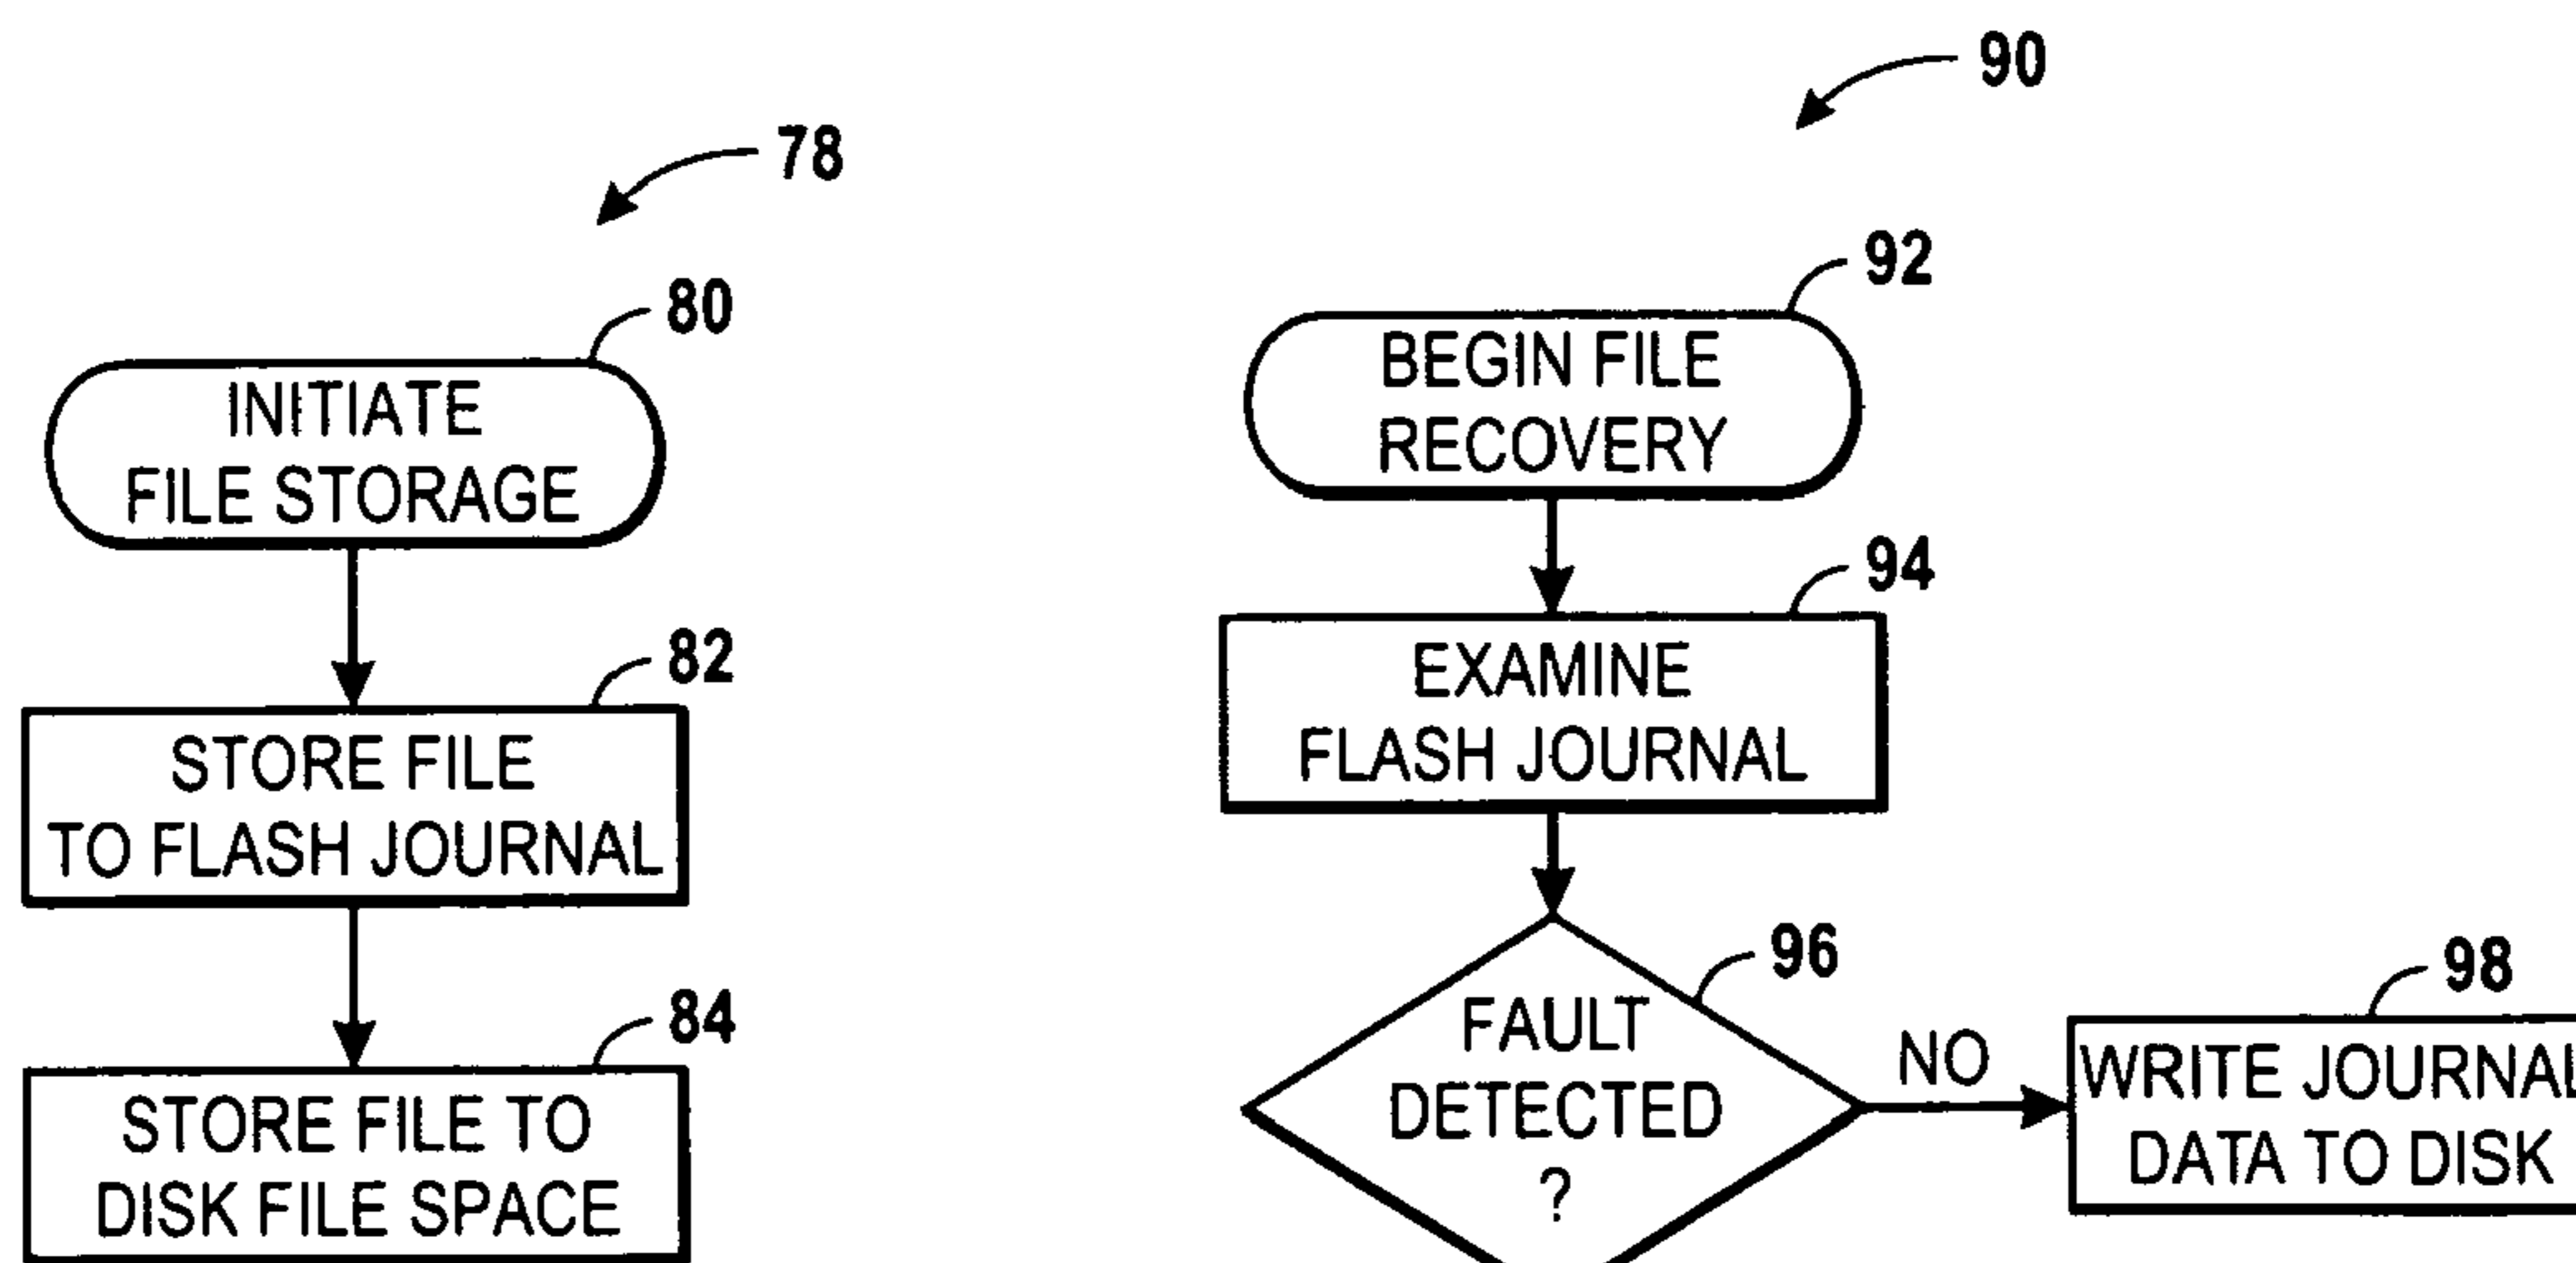 78
80
INITIATE
FILE STORAGE
82
STORE FILE
TO FLASH JOURNAL
84
STORE FILE TO
DISK FILE SPACE
90
92
BEGIN FILE
RECOVERY
94
EXAMINE
FLASH JOURNAL
96
FAULT
DETECTED
?
NO
98
WRITE JOURNAL
DATA TO DISK